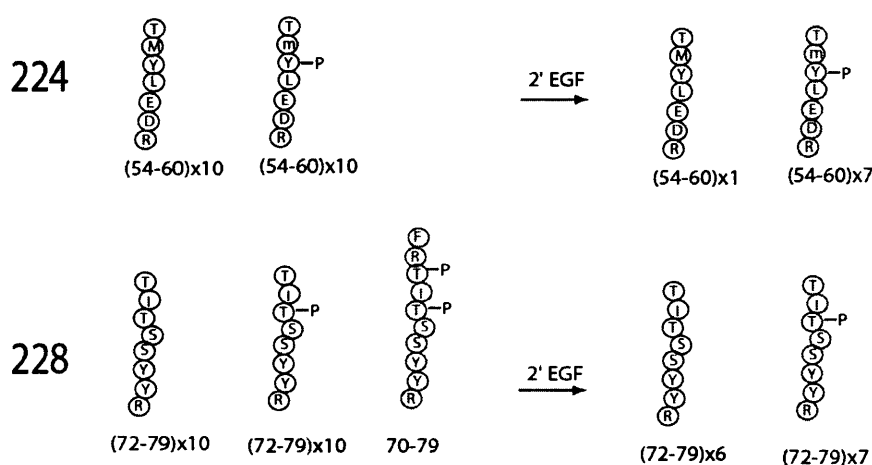 224
T M Y L E D R
(54-60)x10
T m Y-P L E D R
(54-60)x10
2' EGF
T M Y L E D R
(54-60)x1
T m Y-P L E D R
(54-60)x7
228
T I T S S Y Y R
(72-79)x10
T I T-P S S Y Y R
(72-79)x10
F R T-P I T-P S S Y Y R
70-79
2' EGF
T I T S S Y Y R
(72-79)x6
T I T-P S S Y Y R
(72-79)x7